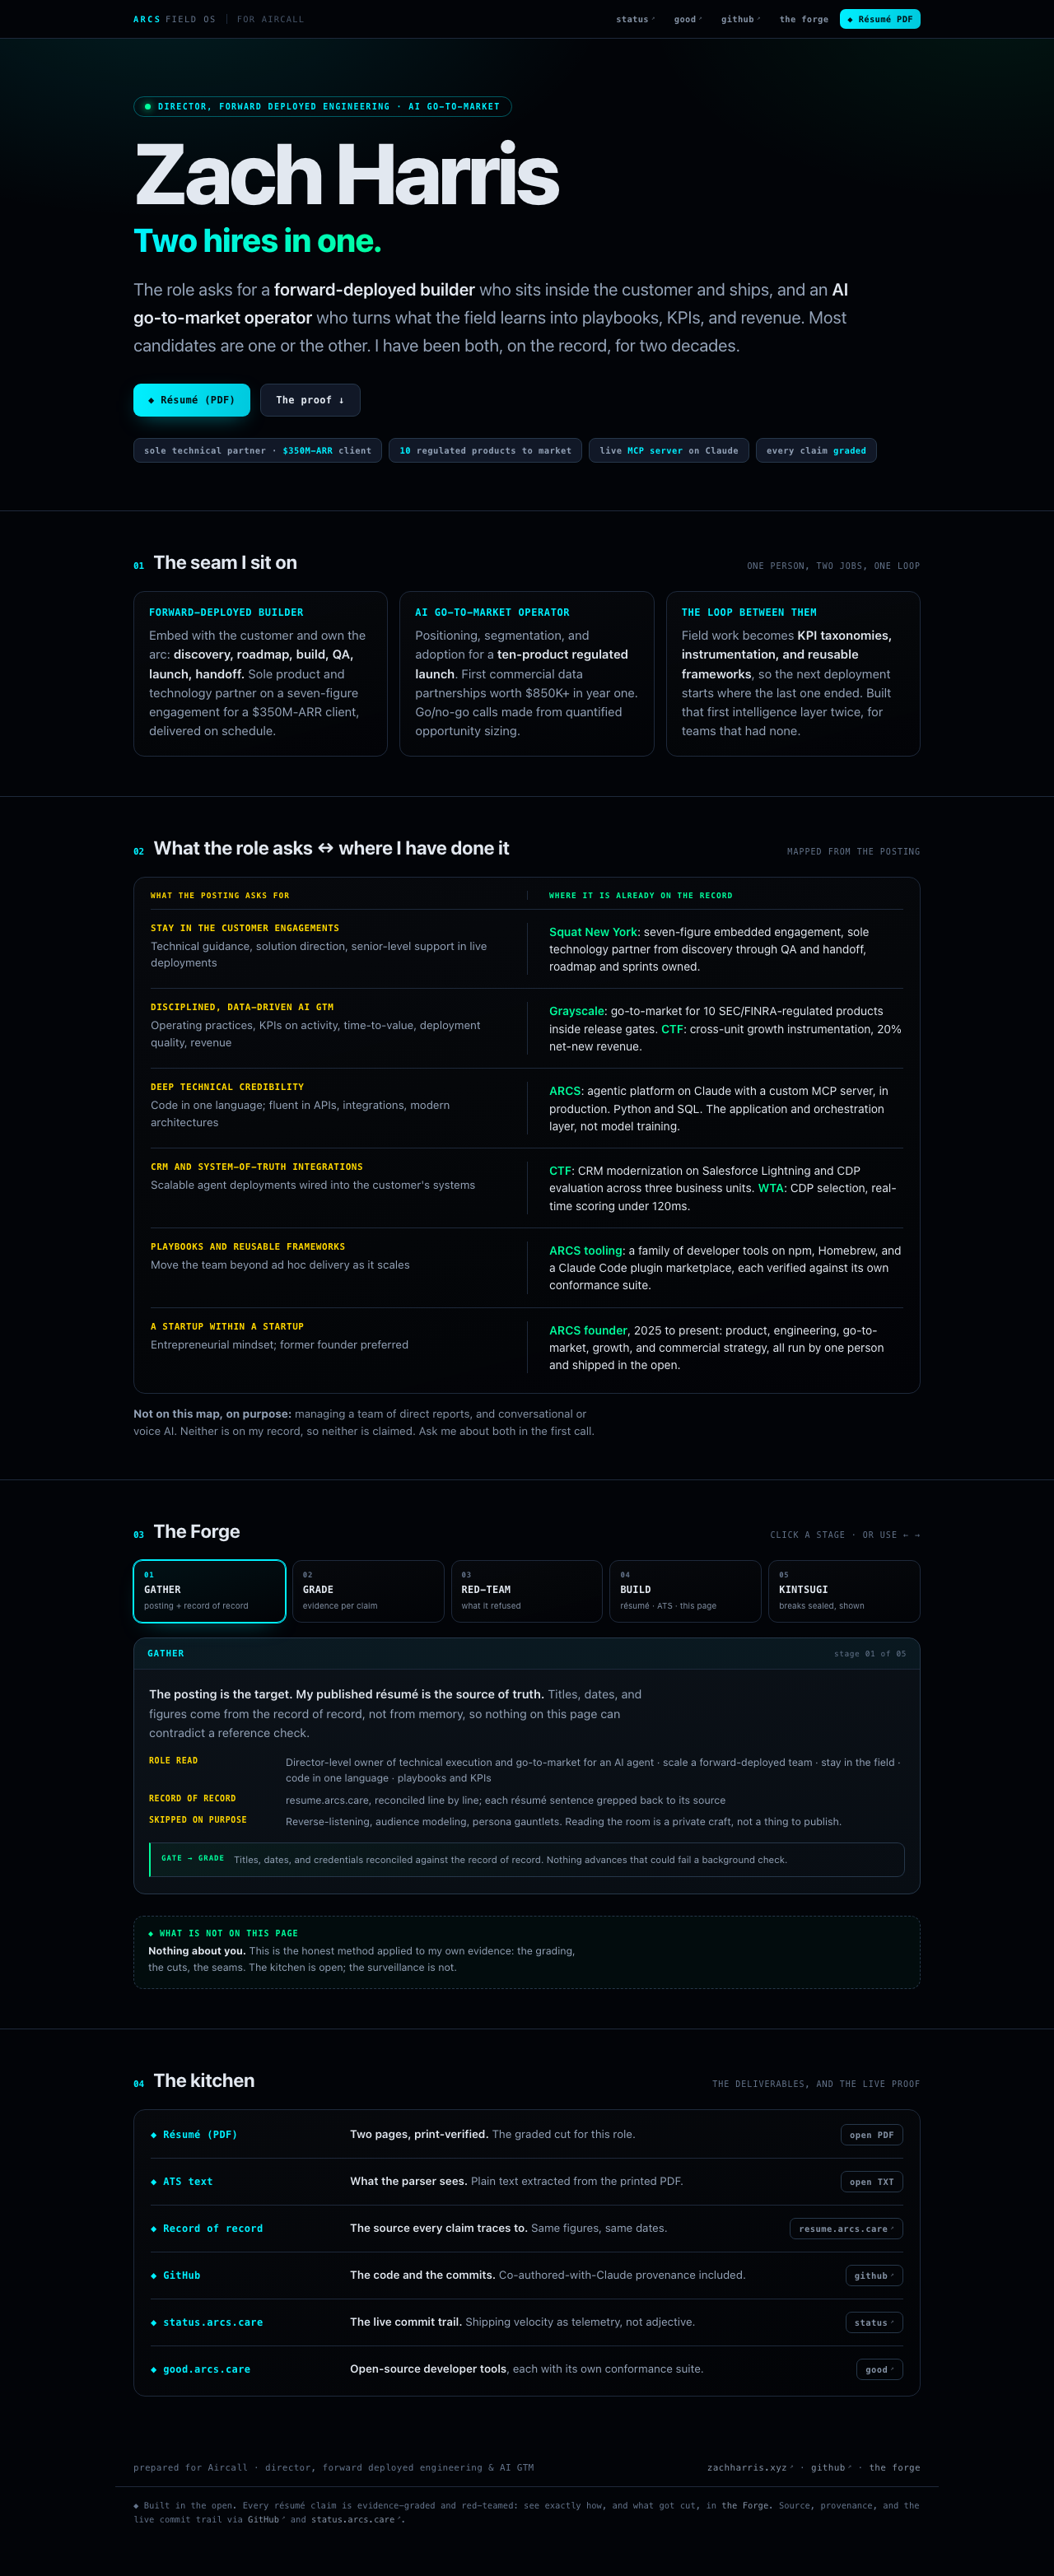 ARCS FIELD OS | FOR AIRCALL
status ↗ good ↗ github ↗ the forge ◆ Résumé PDF
DIRECTOR, FORWARD DEPLOYED ENGINEERING · AI GO-TO-MARKET
Zach Harris
Two hires in one.
The role asks for a forward-deployed builder who sits inside the customer and ships, and an AI
go-to-market operator who turns what the field learns into playbooks, KPIs, and revenue. Most
candidates are one or the other. I have been both, on the record, for two decades.
◆ Résumé (PDF) The proof ↓
sole technical partner · $350M-ARR client 10 regulated products to market live MCP server on Claude every claim graded
01 The seam I sit on
ONE PERSON, TWO JOBS, ONE LOOP
FORWARD-DEPLOYED BUILDER
Embed with the customer and own the
arc: discovery, roadmap, build, QA,
launch, handoff. Sole product and
technology partner on a seven-figure
engagement for a $350M-ARR client,
delivered on schedule.
AI GO-TO-MARKET OPERATOR
Positioning, segmentation, and
adoption for a ten-product regulated
launch. First commercial data
partnerships worth $850K+ in year one.
Go/no-go calls made from quantified
opportunity sizing.
THE LOOP BETWEEN THEM
Field work becomes KPI taxonomies,
instrumentation, and reusable
frameworks, so the next deployment
starts where the last one ended. Built
that first intelligence layer twice, for
teams that had none.
02 What the role asks ↔ where I have done it
MAPPED FROM THE POSTING
WHAT THE POSTING ASKS FOR
WHERE IT IS ALREADY ON THE RECORD
STAY IN THE CUSTOMER ENGAGEMENTS
Technical guidance, solution direction, senior-level support in live
deployments
Squat New York: seven-figure embedded engagement, sole
technology partner from discovery through QA and handoff,
roadmap and sprints owned.
DISCIPLINED, DATA-DRIVEN AI GTM
Operating practices, KPIs on activity, time-to-value, deployment
quality, revenue
Grayscale: go-to-market for 10 SEC/FINRA-regulated products
inside release gates. CTF: cross-unit growth instrumentation, 20%
net-new revenue.
DEEP TECHNICAL CREDIBILITY
Code in one language; fluent in APIs, integrations, modern
architectures
ARCS: agentic platform on Claude with a custom MCP server, in
production. Python and SQL. The application and orchestration
layer, not model training.
CRM AND SYSTEM-OF-TRUTH INTEGRATIONS
Scalable agent deployments wired into the customer's systems
CTF: CRM modernization on Salesforce Lightning and CDP
evaluation across three business units. WTA: CDP selection, real-
time scoring under 120ms.
PLAYBOOKS AND REUSABLE FRAMEWORKS
Move the team beyond ad hoc delivery as it scales
ARCS tooling: a family of developer tools on npm, Homebrew, and
a Claude Code plugin marketplace, each verified against its own
conformance suite.
A STARTUP WITHIN A STARTUP
Entrepreneurial mindset; former founder preferred
ARCS founder, 2025 to present: product, engineering, go-to-
market, growth, and commercial strategy, all run by one person
and shipped in the open.
Not on this map, on purpose: managing a team of direct reports, and conversational or
voice AI. Neither is on my record, so neither is claimed. Ask me about both in the first call.
03 The Forge
CLICK A STAGE · OR USE ← →
01
GATHER
posting + record of record
02
GRADE
evidence per claim
03
RED-TEAM
what it refused
04
BUILD
résumé · ATS · this page
05
KINTSUGI
breaks sealed, shown
GATHER
stage 01 of 05
The posting is the target. My published résumé is the source of truth. Titles, dates, and
figures come from the record of record, not from memory, so nothing on this page can
contradict a reference check.
ROLE READ
Director-level owner of technical execution and go-to-market for an AI agent · scale a forward-deployed team · stay in the field ·
code in one language · playbooks and KPIs
RECORD OF RECORD
resume.arcs.care, reconciled line by line; each résumé sentence grepped back to its source
SKIPPED ON PURPOSE
Reverse-listening, audience modeling, persona gauntlets. Reading the room is a private craft, not a thing to publish.
GATE → GRADE Titles, dates, and credentials reconciled against the record of record. Nothing advances that could fail a background check.
◆ WHAT IS NOT ON THIS PAGE
Nothing about you. This is the honest method applied to my own evidence: the grading,
the cuts, the seams. The kitchen is open; the surveillance is not.
04 The kitchen
THE DELIVERABLES, AND THE LIVE PROOF
◆ Résumé (PDF) Two pages, print-verified. The graded cut for this role. open PDF
◆ ATS text What the parser sees. Plain text extracted from the printed PDF. open TXT
◆ Record of record The source every claim traces to. Same figures, same dates. resume.arcs.care ↗
◆ GitHub The code and the commits. Co-authored-with-Claude provenance included. github ↗
◆ status.arcs.care The live commit trail. Shipping velocity as telemetry, not adjective. status ↗
◆ good.arcs.care Open-source developer tools, each with its own conformance suite. good ↗
prepared for Aircall · director, forward deployed engineering & AI GTM
zachharris.xyz ↗ · github ↗ · the forge
◆ Built in the open. Every résumé claim is evidence-graded and red-teamed: see exactly how, and what got cut, in the Forge. Source, provenance, and the
live commit trail via GitHub ↗ and status.arcs.care ↗.